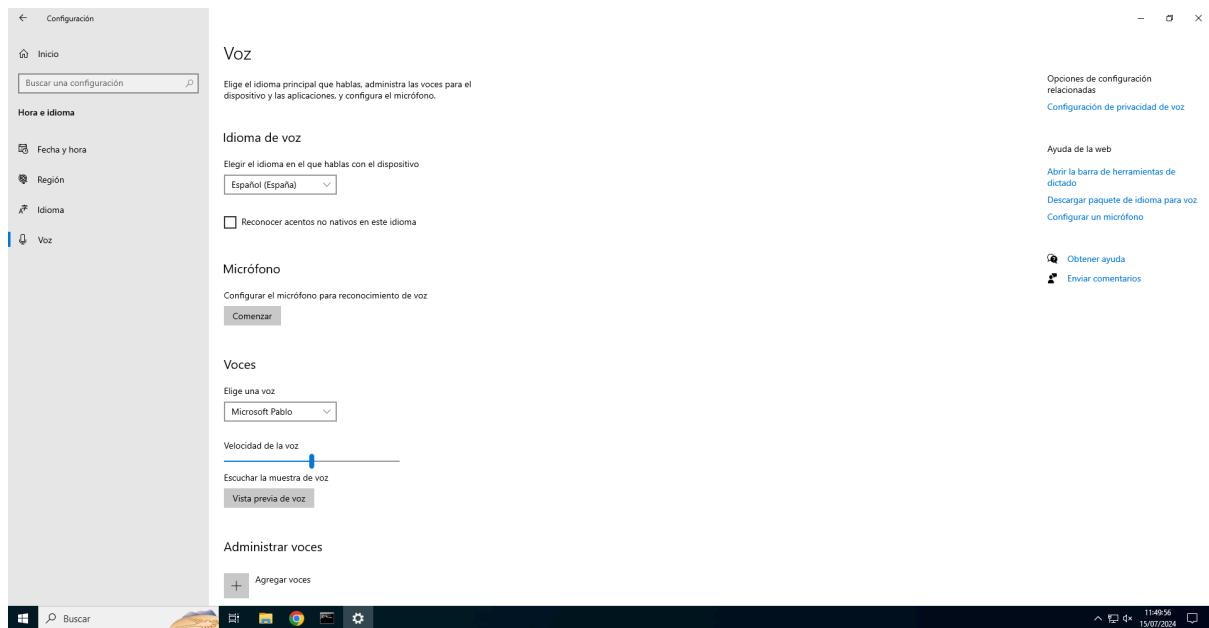 Configuración
Inicio
Buscar una configuración
Hora e idioma
Fecha y hora
Región
Idioma
Voz
Voz
Elige el idioma principal que hablas, administra las voces para el
dispositivo y las aplicaciones, y configura el micrófono.
Idioma de voz
Elegir el idioma en el que hablas con el dispositivo
Español (España)
Reconocer acentos no nativos en este idioma
Micrófono
Configurar el micrófono para reconocimiento de voz
Comenzar
Voces
Elige una voz
Microsoft Pablo
Velocidad de la voz
Escuchar la muestra de voz
Vista previa de voz
Administrar voces
Agregar voces
Opciones de configuración
relacionadas
Configuración de privacidad de voz
Ayuda de la web
Abrir la barra de herramientas de
dictado
Descargar paquete de idioma para voz
Configurar un micrófono
Obtener ayuda
Enviar comentarios
Buscar
11:49:56
15/07/2024